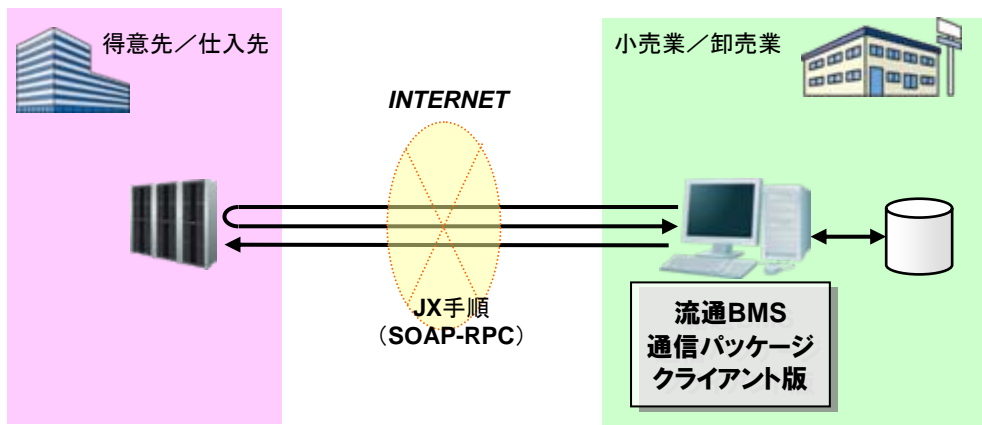 得意先／仕入先
小売業／卸売業
INTERNET
JX手順
（SOAP-RPC）
流通BMS
通信パッケージ
クライアント版